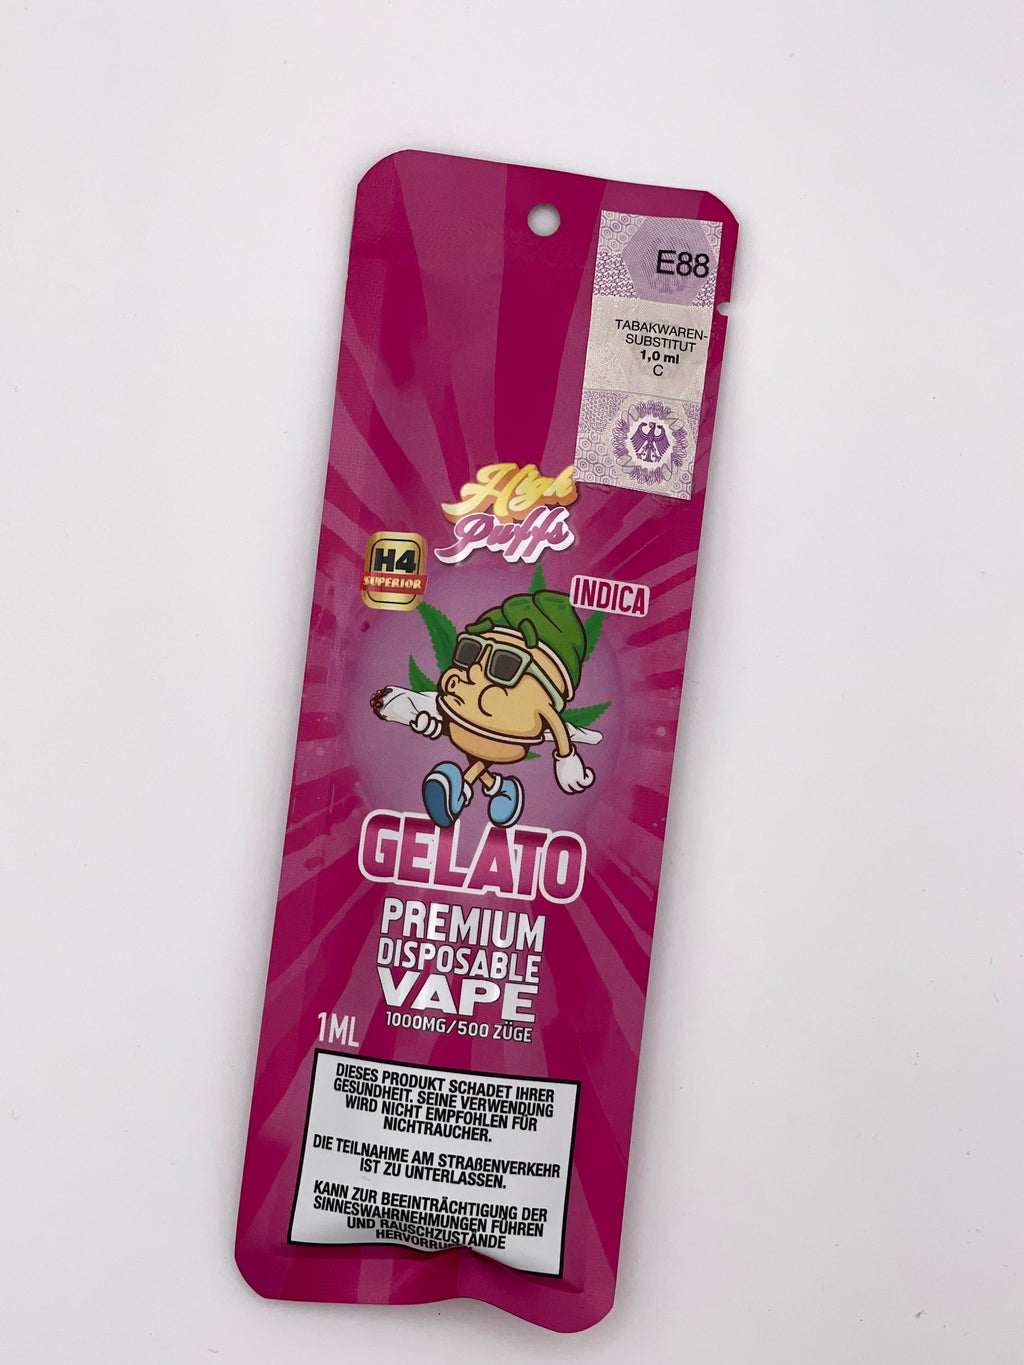 E88
TABAKWAREN-
SUBSTITUT
1,0 ml
C
High
Puffs
H4
SUPERIOR
INDICA
GELATO
PREMIUM
DISPOSABLE
VAPE
1000MG/500 ZÜGE
1ML
DIESES PRODUKT SCHADET IHRER
GESUNDHEIT. SEINE VERWENDUNG
WIRD NICHT EMPFOHLEN FÜR
NICHTRAUCHER.
DIE TEILNAHME AM STRAßENVERKEHR
IST ZU UNTERLASSEN.
KANN ZUR BEEINTRÄCHTIGUNG DER
SINNESWAHRNEHMUNGEN FÜHREN
UND RAUSCHZUSTÄNDE